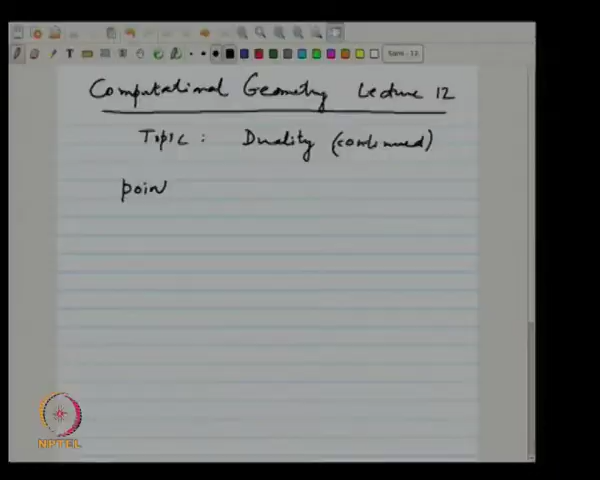 Computational Geometry Lecture 12
Topic : Duality (continued)
poin
NPTEL